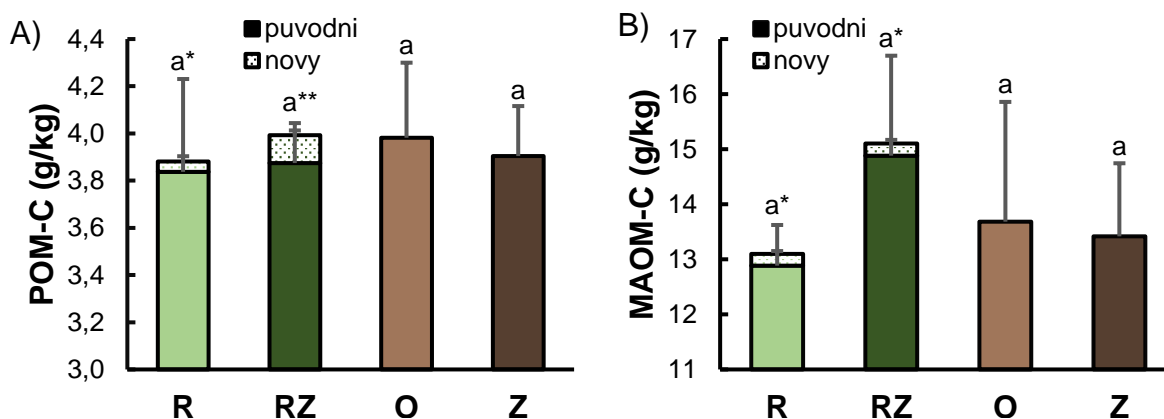 A)
POM-C (g/kg)
4,4
4,2
4,0
3,8
3,6
3,4
3,2
3,0
puvodni
novy
a*
a**
a
a
R RZ O Z
B)
MAOM-C (g/kg)
17
16
15
14
13
12
11
puvodni
novy
a*
a*
a
a
R RZ O Z